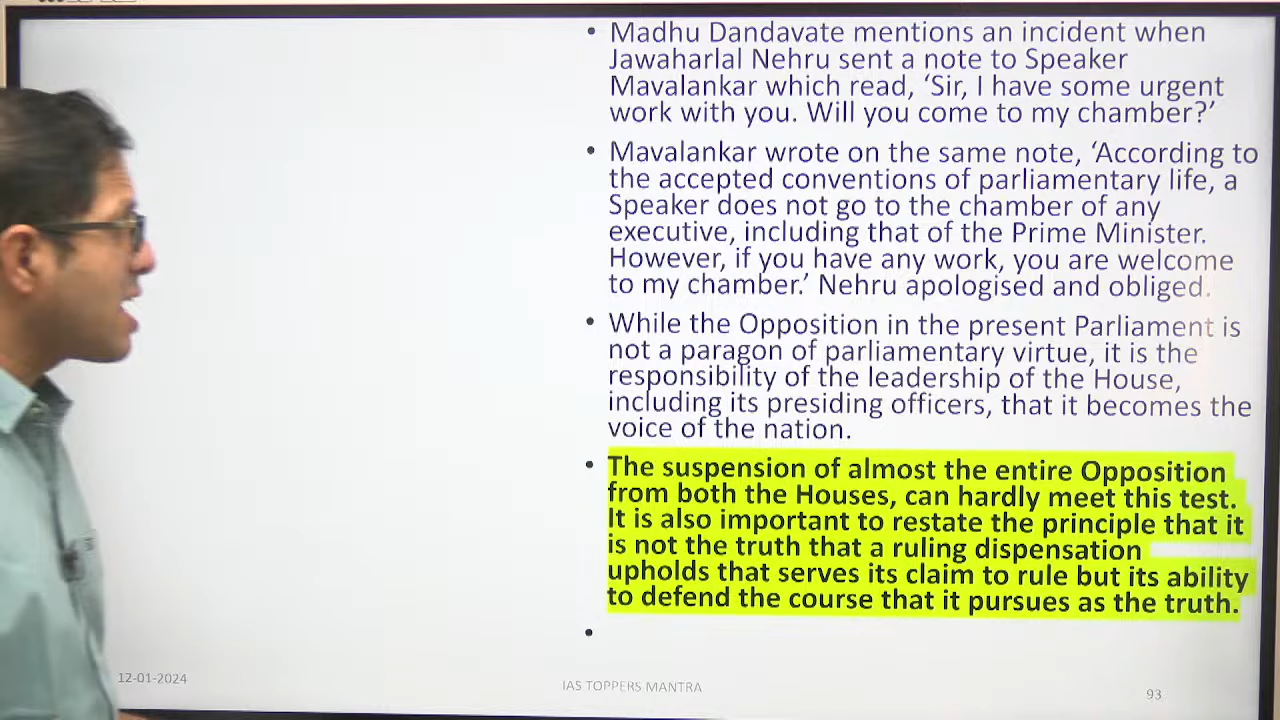 • Madhu Dandavate mentions an incident when
Jawaharlal Nehru sent a note to Speaker
Mavalankar which read, ‘Sir, I have some urgent
work with you. Will you come to my chamber?’
• Mavalankar wrote on the same note, ‘According to
the accepted conventions of parliamentary life, a
Speaker does not go to the chamber of any
executive, including that of the Prime Minister.
However, if you have any work, you are welcome
to my chamber.’ Nehru apologised and obliged.
• While the Opposition in the present Parliament is
not a paragon of parliamentary virtue, it is the
responsibility of the leadership of the House,
including its presiding officers, that it becomes the
voice of the nation.
• The suspension of almost the entire Opposition
from both the Houses, can hardly meet this test.
It is also important to restate the principle that it
is not the truth that a ruling dispensation
upholds that serves its claim to rule but its ability
to defend the course that it pursues as the truth.
•
12-01-2024
IAS TOPPERS MANTRA
93